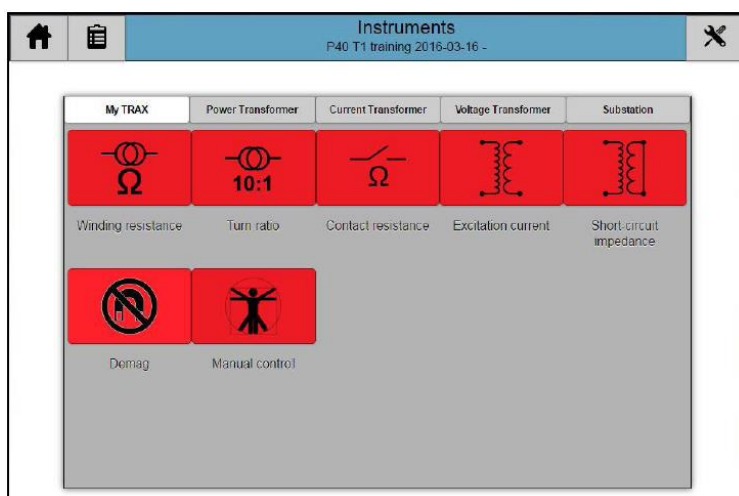 Instruments
P40 T1 training 2016-03-16 -
My TRAX
Power Transformer
Current Transformer
Voltage Transformer
Substation
Ω
10:1
Ω
Winding resistance
Turn ratio
Contact resistance
Excitation current
Short-circuit
impedance
Demag
Manual control